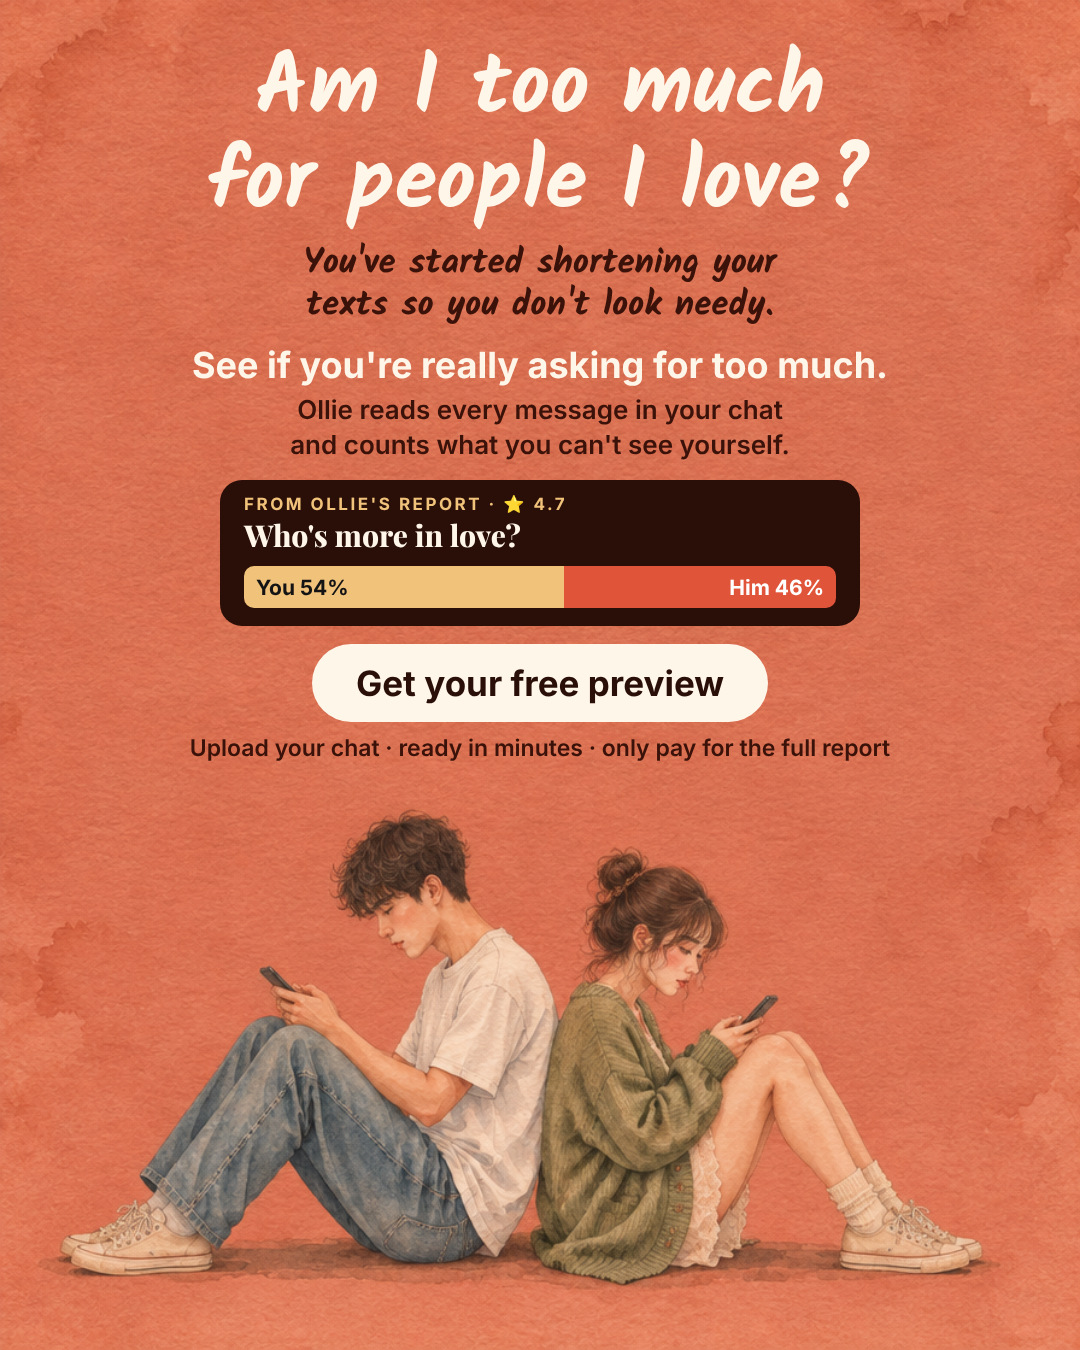 Am I too much
for people I love?
You've started shortening your
texts so you don't look needy.
See if you're really asking for too much.
Ollie reads every message in your chat
and counts what you can't see yourself.
FROM OLLIE'S REPORT · ⭐ 4.7
Who's more in love?
You 54% Him 46%
Get your free preview
Upload your chat · ready in minutes · only pay for the full report